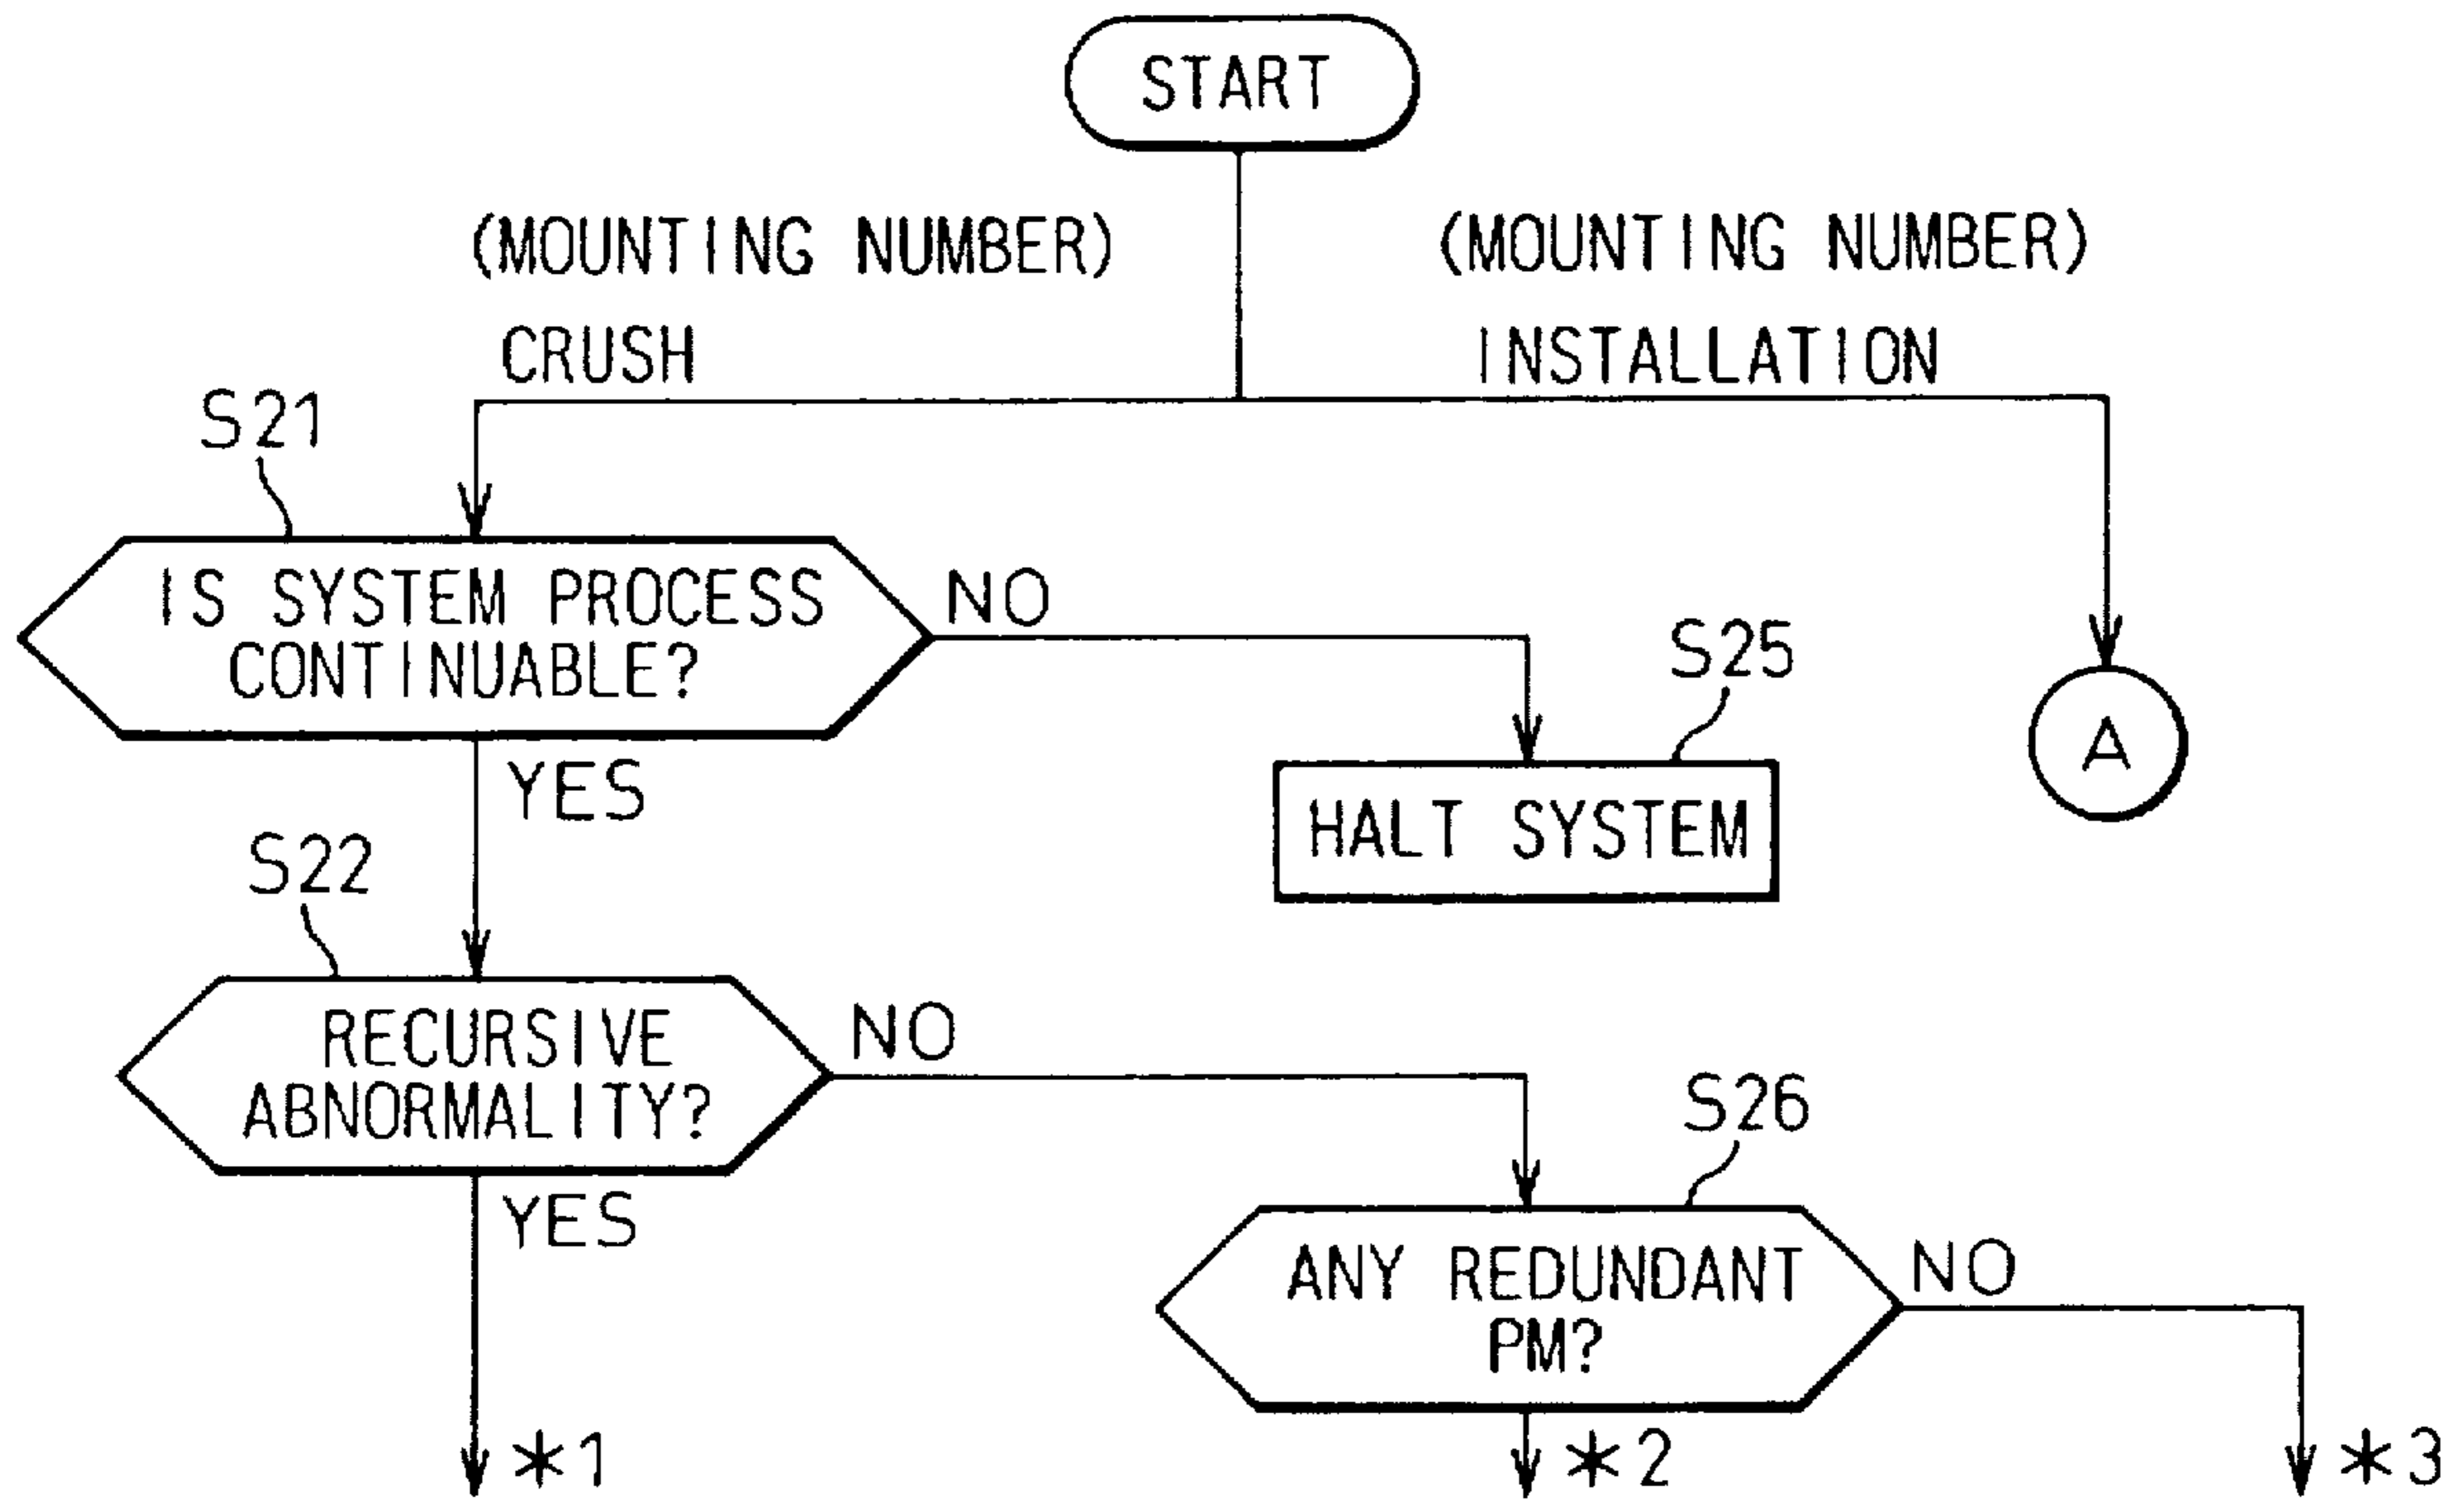 START
(MOUNTING NUMBER)
(MOUNTING NUMBER)
CRUSH
INSTALLATION
S21
IS SYSTEM PROCESS
CONTINUABLE?
NO
S25
A
YES
HALT SYSTEM
S22
RECURSIVE
ABNORMALITY?
NO
S26
YES
ANY REDUNDANT
PM?
NO
*1
*2
*3